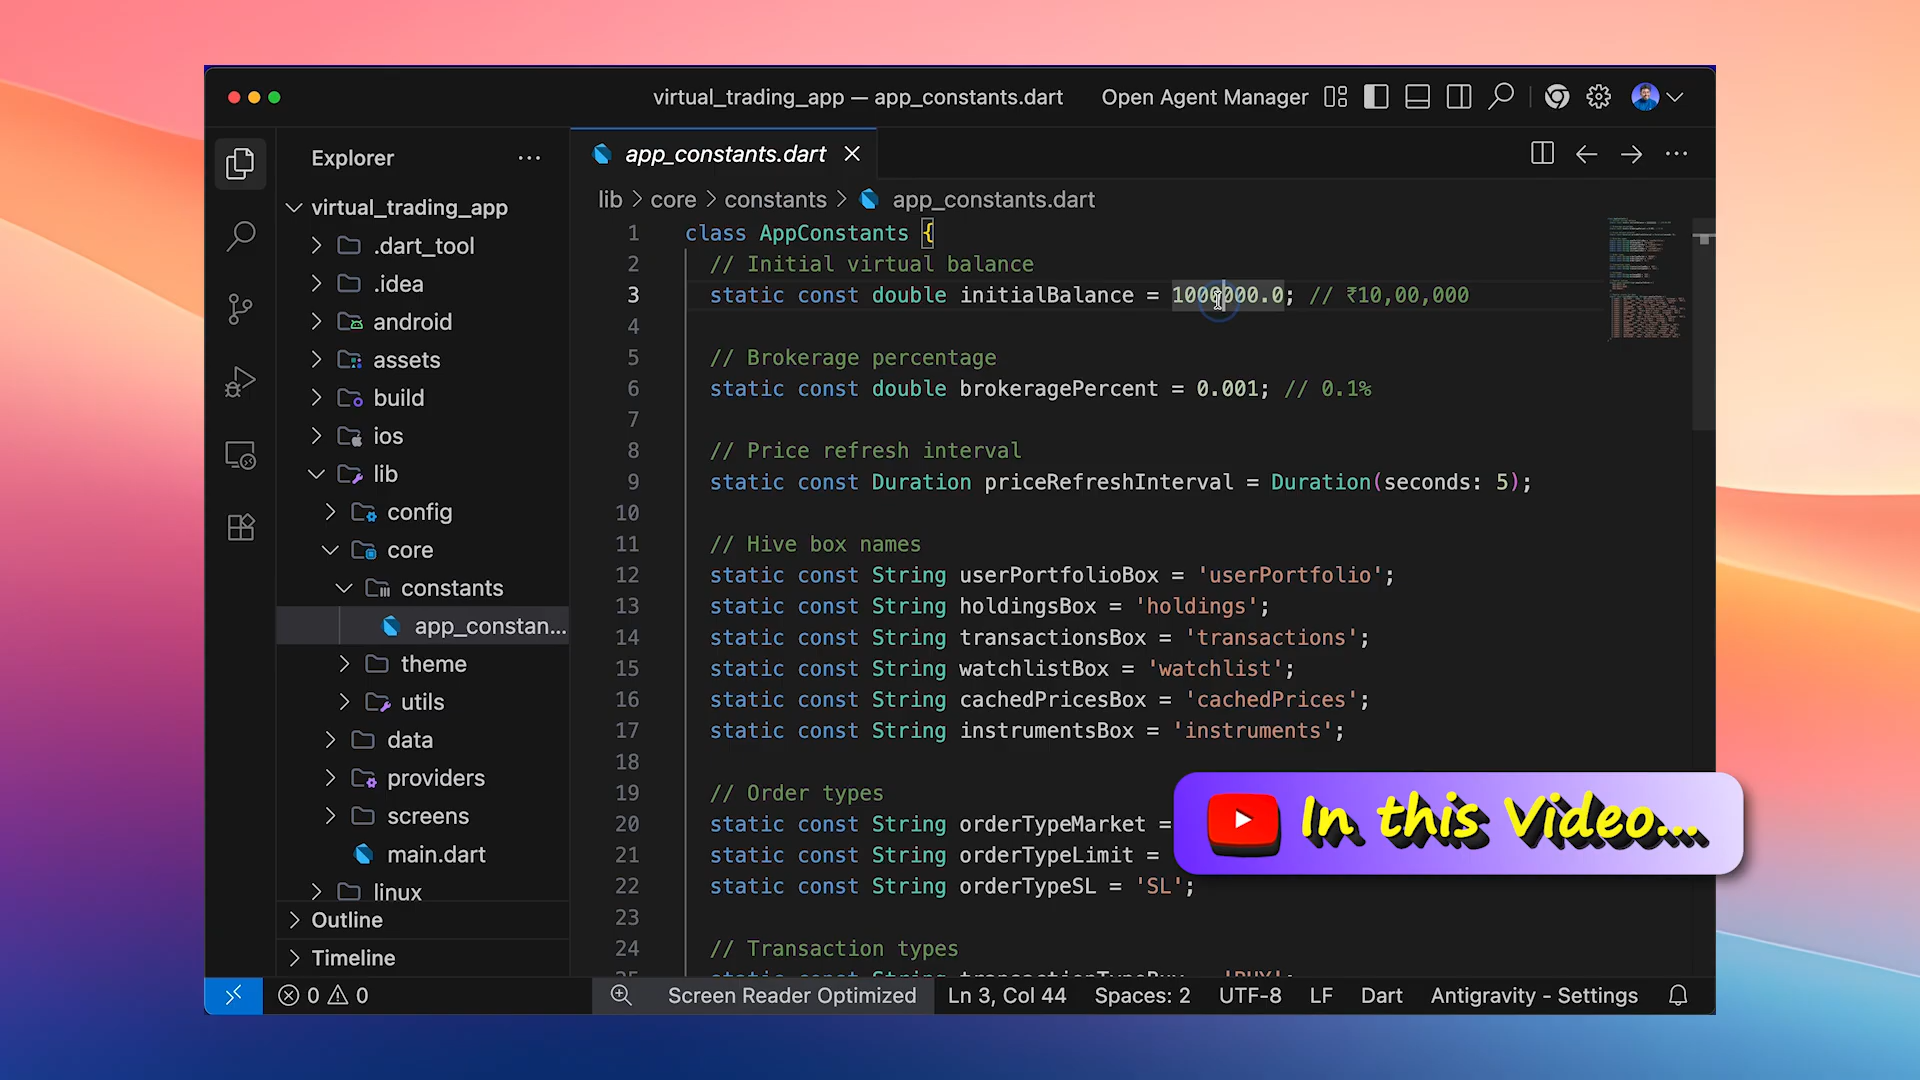 virtual_trading_app — app_constants.dart
Open Agent Manager
Explorer
virtual_trading_app
.dart_tool
.idea
android
assets
build
ios
lib
config
core
constants
app_constan...
theme
utils
data
providers
screens
main.dart
linux
Outline
Timeline
app_constants.dart
lib > core > constants > app_constants.dart
1 class AppConstants {
2 // Initial virtual balance
3 static const double initialBalance = 1000000.0; // ₹10,00,000
4
5 // Brokerage percentage
6 static const double brokeragePercent = 0.001; // 0.1%
7
8 // Price refresh interval
9 static const Duration priceRefreshInterval = Duration(seconds: 5);
10
11 // Hive box names
12 static const String userPortfolioBox = 'userPortfolio';
13 static const String holdingsBox = 'holdings';
14 static const String transactionsBox = 'transactions';
15 static const String watchlistBox = 'watchlist';
16 static const String cachedPricesBox = 'cachedPrices';
17 static const String instrumentsBox = 'instruments';
18
19 // Order types
20 static const String orderTypeMarket =
21 static const String orderTypeLimit =
22 static const String orderTypeSL = 'SL';
23
24 // Transaction types
In this Video...
0 0
Screen Reader Optimized
Ln 3, Col 44
Spaces: 2
UTF-8
LF
Dart
Antigravity - Settings